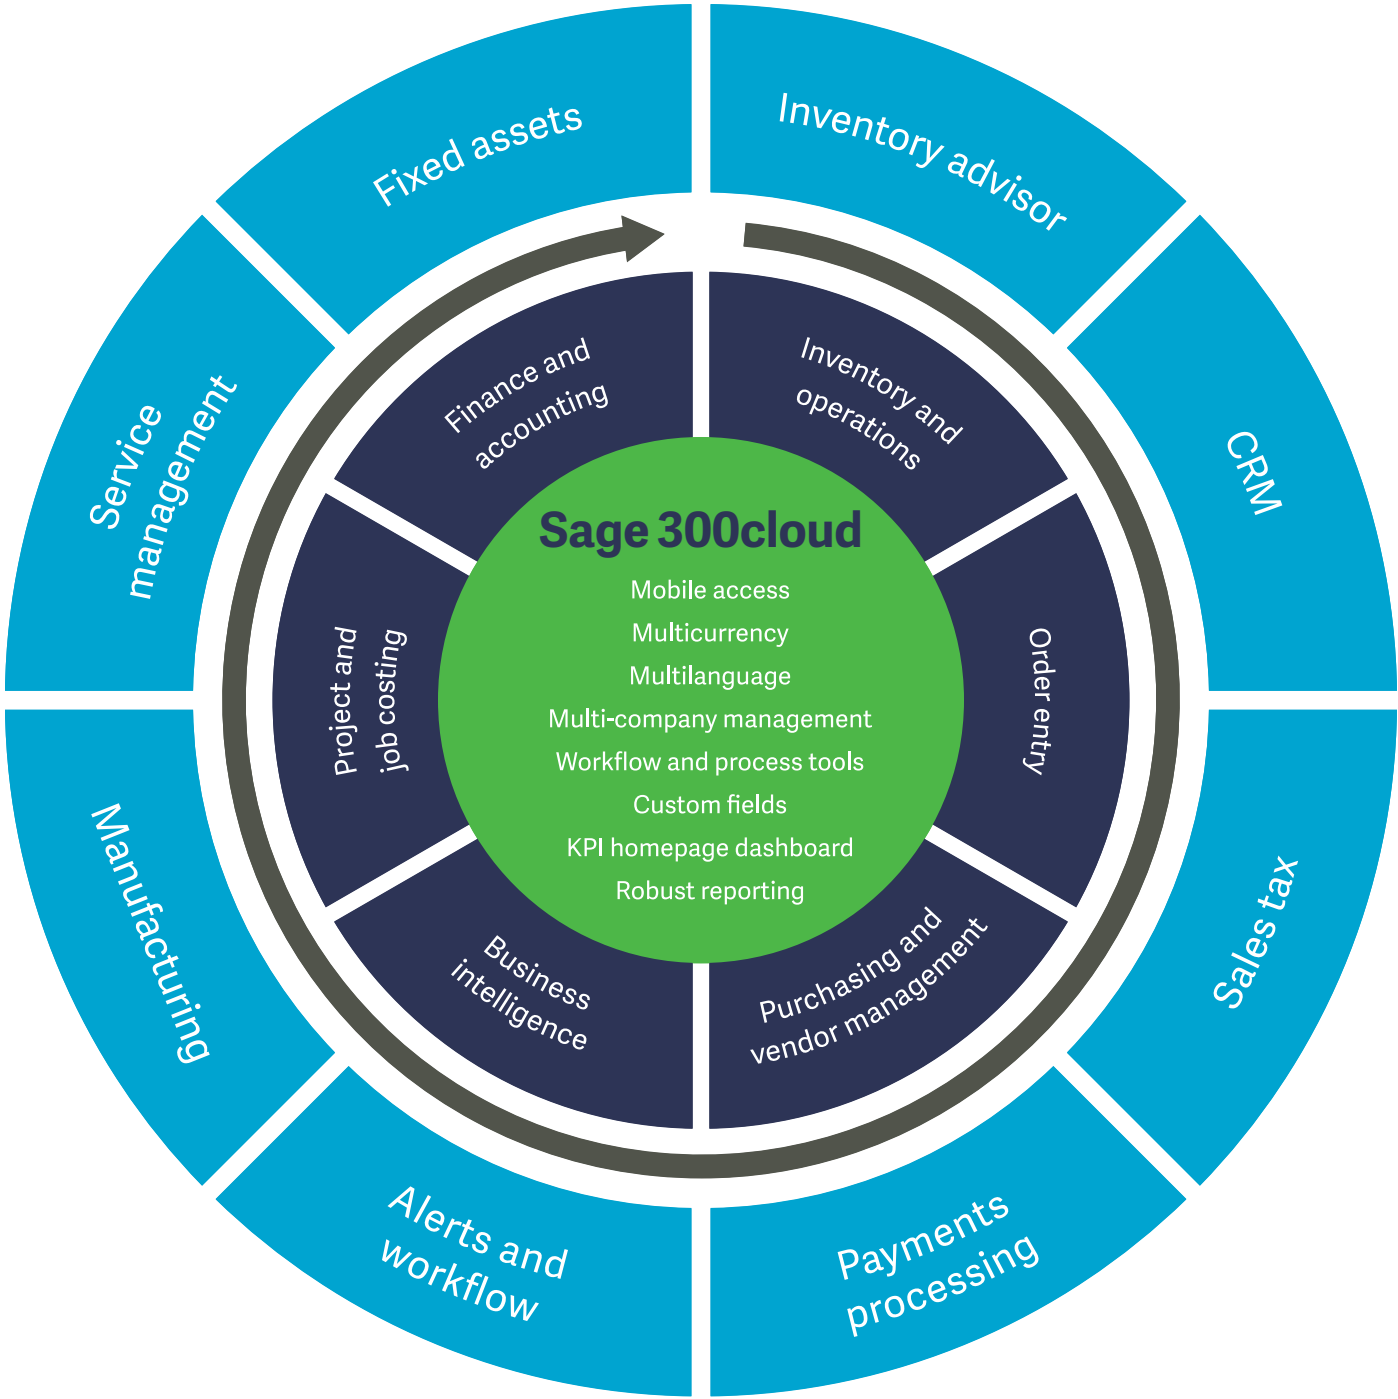 Sage 300cloud
Mobile access
Multicurrency
Multilanguage
Multi-company management
Workflow and process tools
Custom fields
KPI homepage dashboard
Robust reporting
Inventory and
operations
Order entry
Purchasing and
vendor management
Business
intelligence
Project and
job costing
Finance and
accounting
Inventory advisor
CRM
Sales tax
Payments
processing
Alerts and
workflow
Manufacturing
Service
management
Fixed assets